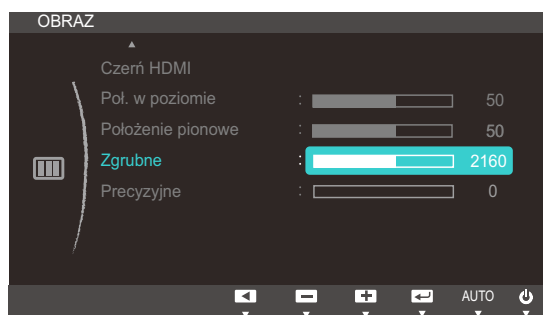 OBRAZ
Czerń HDMI
Poł. w poziomie : 50
Położenie pionowe : 50
Zgrubne : 2160
Precyzyjne : 0
AUTO